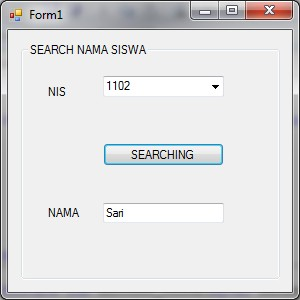 Form1
SEARCH NAMA SISWA
NIS 1102
SEARCHING
NAMA Sari